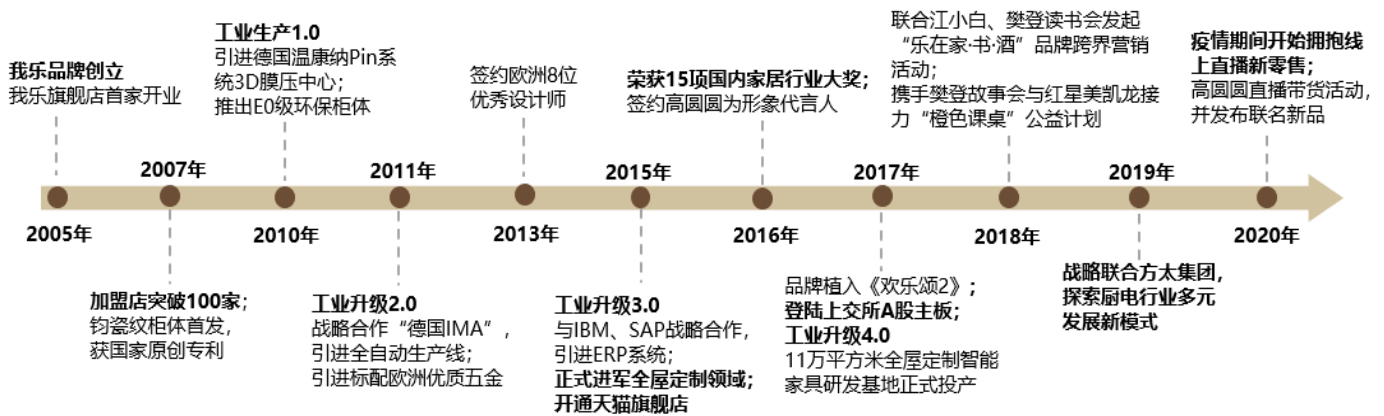 我乐品牌创立
我乐旗舰店首家开业
2005年
2007年
加盟店突破100家；
钧瓷纹柜体首发，
获国家原创专利
工业生产1.0
引进德国温康纳Pin系
统3D膜压中心；
推出E0级环保柜体
2010年
2011年
工业升级2.0
战略合作“德国IMA”，
引进全自动生产线；
引进标配欧洲优质五金
签约欧洲8位
优秀设计师
2013年
2015年
工业升级3.0
与IBM、SAP战略合作，
引进ERP系统；
正式进军全屋定制领域；
开通天猫旗舰店
荣获15项国内家居行业大奖；
签约高圆圆为形象代言人
2016年
2017年
品牌植入《欢乐颂2》；
登陆上交所A股主板；
工业升级4.0
11万平方米全屋定制智能
家具研发基地正式投产
联合江小白、樊登读书会发起
“乐在家·书·酒”品牌跨界营销
活动；
携手樊登故事会与红星美凯龙接
力“橙色课桌”公益计划
2018年
2019年
战略联合方太集团，
探索厨电行业多元
发展新模式
疫情期间开始拥抱线
上直播新零售；
高圆圆直播带货活动，
并发布联名新品
2020年